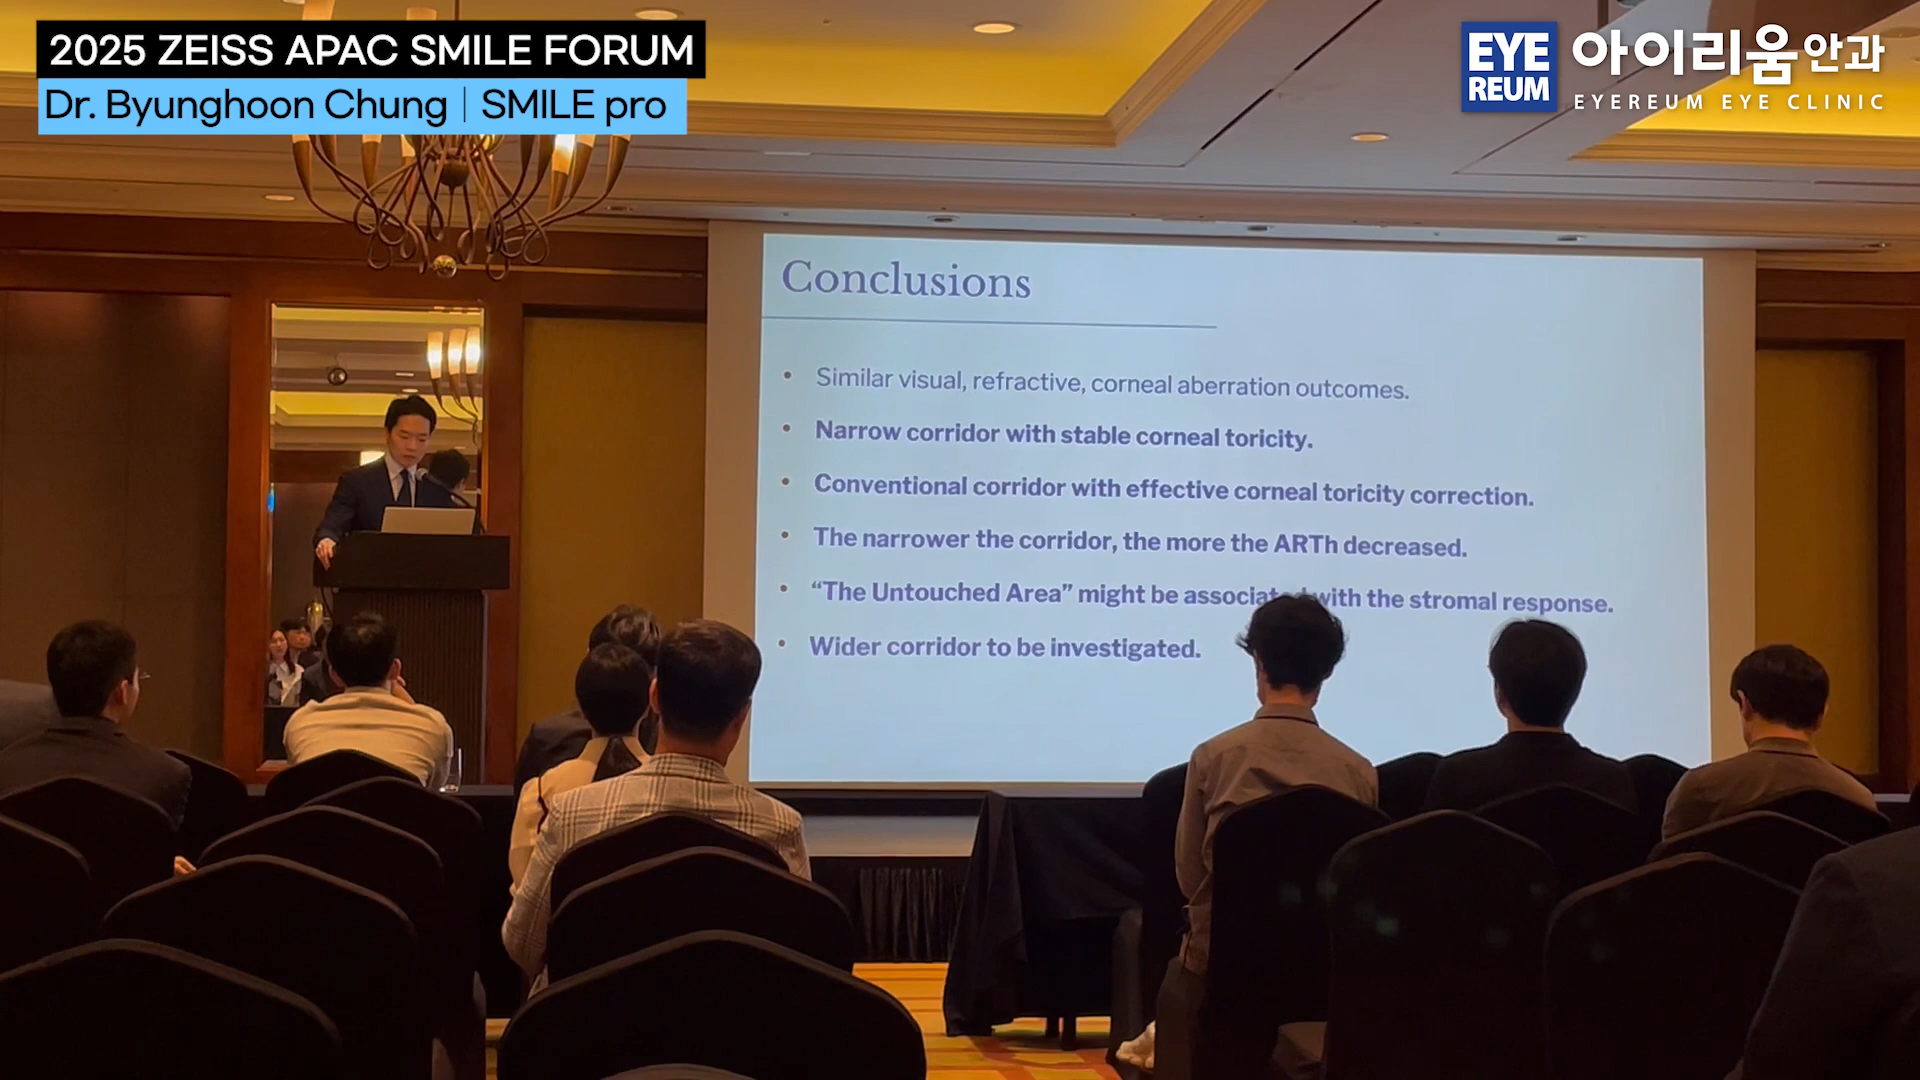 2025 ZEISS APAC SMILE FORUM
Dr. Byunghoon Chung | SMILE pro
EYE
REUM
아이리움안과
EYEREUM EYE CLINIC
Conclusions
• Similar visual, refractive, corneal aberration outcomes.
• Narrow corridor with stable corneal toricity.
• Conventional corridor with effective corneal toricity correction.
• The narrower the corridor, the more the ARTh decreased.
• “The Untouched Area” might be associated with the stromal response.
• Wider corridor to be investigated.